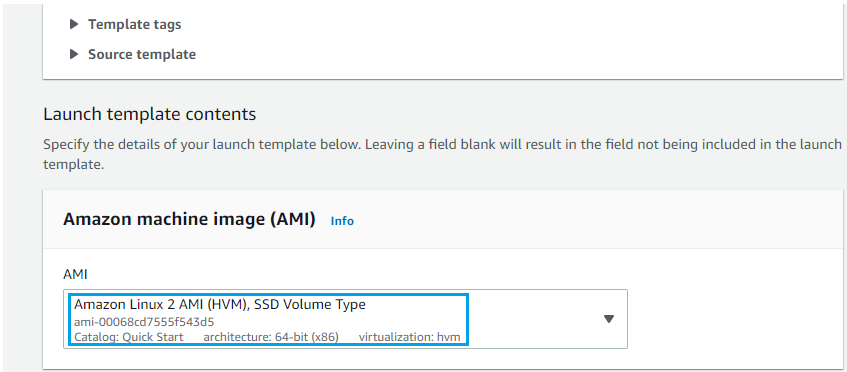 Template tags
Source template
Launch template contents
Specify the details of your launch template below. Leaving a field blank will result in the field not being included in the launch
template.
Amazon machine image (AMI) Info
AMI
Amazon Linux 2 AMI (HVM), SSD Volume Type
ami-00068cd7555f543d5
Catalog: Quick Start architecture: 64-bit (x86) virtualization: hvm